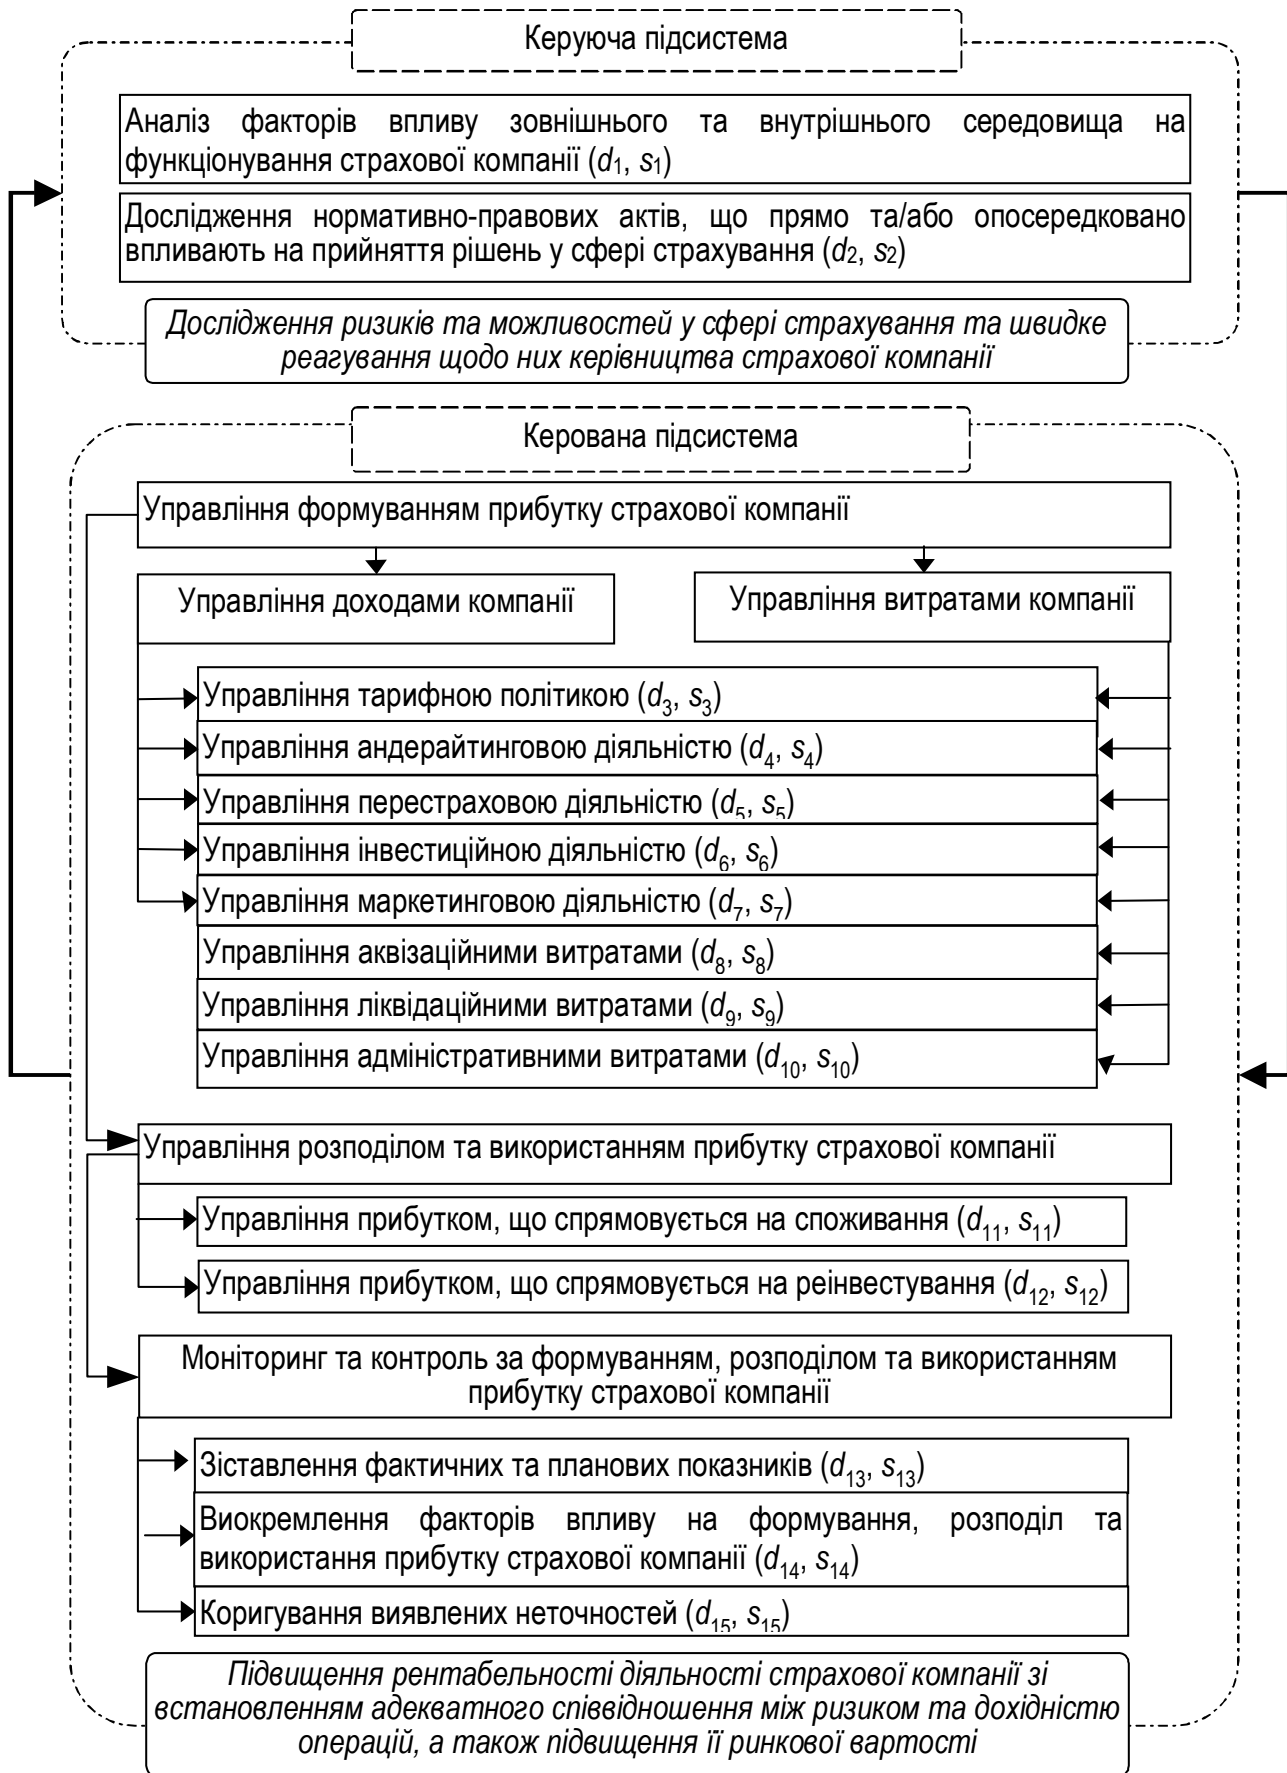 Керуюча підсистема
Аналіз факторів впливу зовнішнього та внутрішнього середовища на
функціонування страхової компанії (d1, s1)
Дослідження нормативно-правових актів, що прямо та/або опосередковано
впливають на прийняття рішень у сфері страхування (d2, s2)
Дослідження ризиків та можливостей у сфері страхування та швидке
реагування щодо них керівництва страхової компанії
Керована підсистема
Управління формуванням прибутку страхової компанії
Управління доходами компанії
Управління витратами компанії
Управління тарифною політикою (d3, s3)
Управління андерайтинговою діяльністю (d4, s4)
Управління перестраховою діяльністю (d5, s5)
Управління інвестиційною діяльністю (d6, s6)
Управління маркетинговою діяльністю (d7, s7)
Управління аквізаційними витратами (d8, s8)
Управління ліквідаційними витратами (d9, s9)
Управління адміністративними витратами (d10, s10)
Управління розподілом та використанням прибутку страхової компанії
Управління прибутком, що спрямовується на споживання (d11, s11)
Управління прибутком, що спрямовується на реінвестування (d12, s12)
Моніторинг та контроль за формуванням, розподілом та використанням
прибутку страхової компанії
Зіставлення фактичних та планових показників (d13, s13)
Виокремлення факторів впливу на формування, розподіл та
використання прибутку страхової компанії (d14, s14)
Коригування виявлених неточностей (d15, s15)
Підвищення рентабельності діяльності страхової компанії зі
встановленням адекватного співвідношення між ризиком та дохідністю
операцій, а також підвищення її ринкової вартості